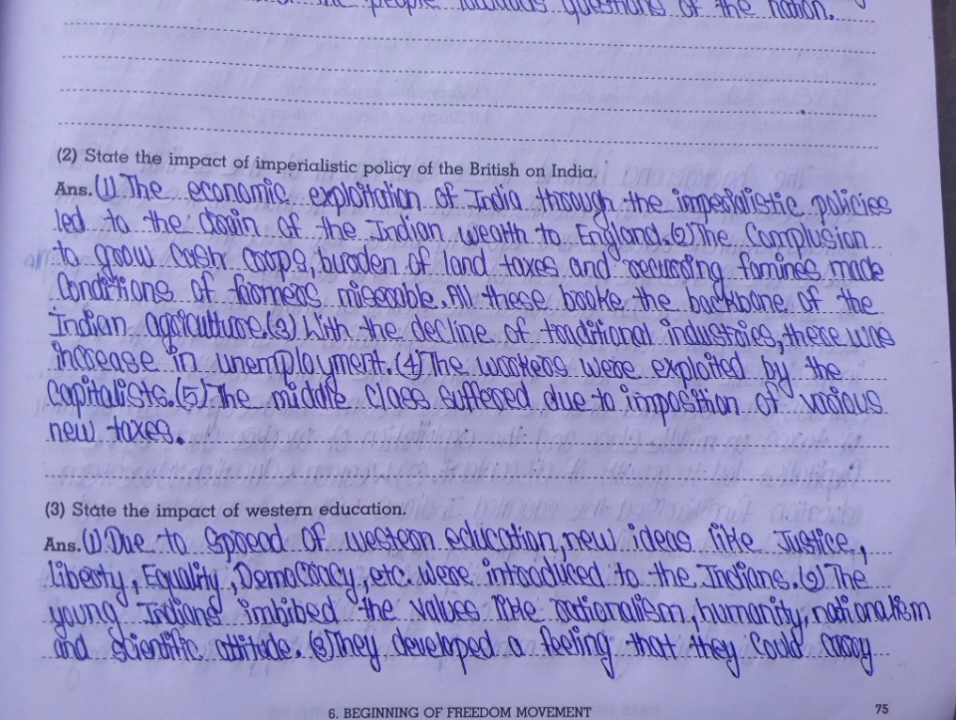 the people towards questions of the nation.
(2) State the impact of imperialistic policy of the British on India.
Ans. (1) The economic exploitation of India through the imperialistic policies
led to the drain of the Indian wealth to England. (2) The Complusion
to grow Cash Crops, burden of land taxes and occurring famines made
Conditions of farmers miserable. All these broke the backbone of the
Indian agriculture. (3) With the decline of traditional industries, there was
increase in unemployment. (4) The workers were exploited by the
Capitalists. (5) The middle Class suffered due to imposition of various
new taxes.
(3) State the impact of western education.
Ans. (1) Due to Spread of western education, new ideas like Justice,
liberty, Equality, Democracy, etc. Were introduced to the Indians. (2) The
young Indians imbibed the values like rationalism, humanity, nationalism
and scientific attitude. (3) They developed a feeling that they Could carry
6. BEGINNING OF FREEDOM MOVEMENT
75